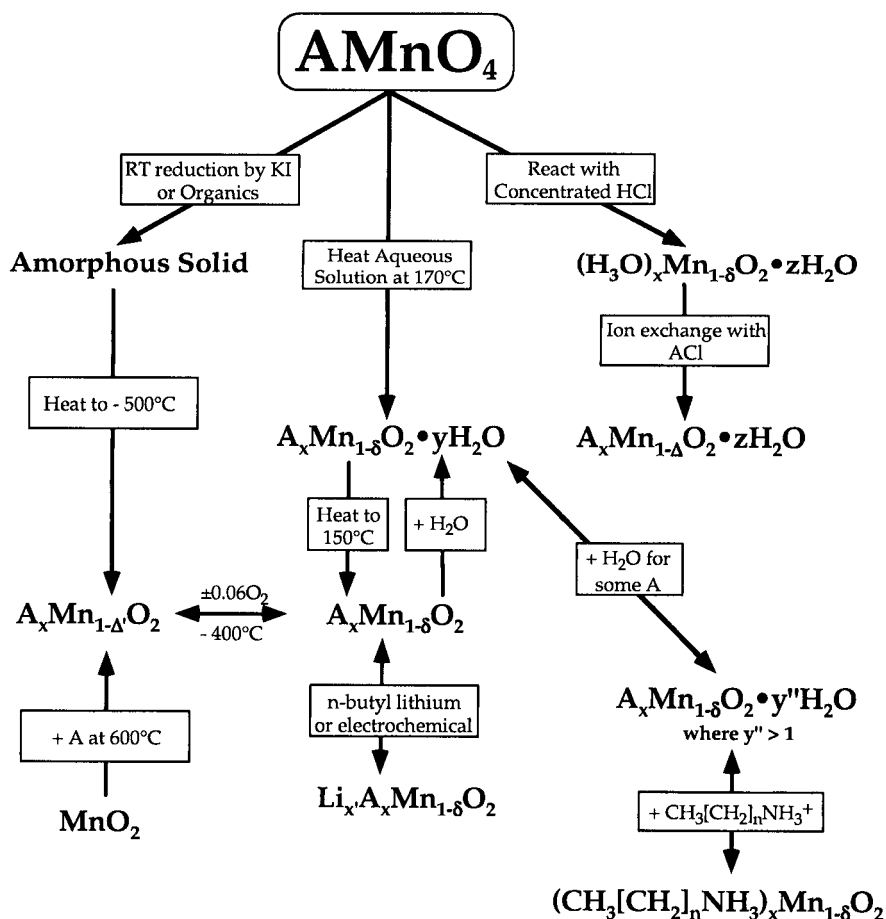 AMnO₄
RT reduction by KI
or Organics
React with
Concentrated HCl
Heat Aqueous
Solution at 170°C
Amorphous Solid
(H₃O)ₓMn₁₋δO₂•zH₂O
Ion exchange with
ACl
Heat to - 500°C
AₓMn₁₋δO₂•yH₂O
AₓMn₁₋ΔO₂•zH₂O
Heat to
150°C
+ H₂O
+ H₂O for
some A
±0.06O₂
- 400°C
AₓMn₁₋Δ'O₂
AₓMn₁₋δO₂
n-butyl lithium
or electrochemical
AₓMn₁₋δO₂•y"H₂O
where y" > 1
+ A at 600°C
Liₓ'AₓMn₁₋δO₂
MnO₂
+ CH₃[CH₂]ₙNH₃⁺
(CH₃[CH₂]ₙNH₃)ₓMn₁₋δO₂